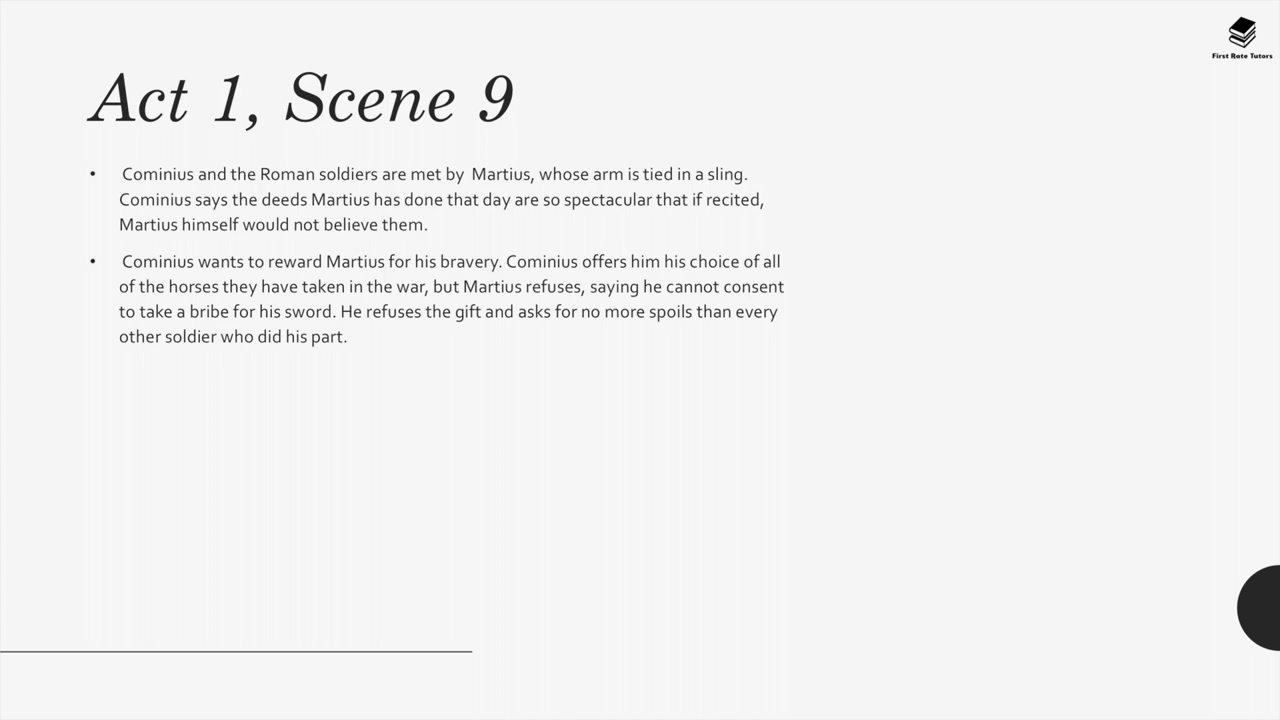 First Rate Tutors
Act 1, Scene 9
• Cominius and the Roman soldiers are met by Martius, whose arm is tied in a sling.
Cominius says the deeds Martius has done that day are so spectacular that if recited,
Martius himself would not believe them.
• Cominius wants to reward Martius for his bravery. Cominius offers him his choice of all
of the horses they have taken in the war, but Martius refuses, saying he cannot consent
to take a bribe for his sword. He refuses the gift and asks for no more spoils than every
other soldier who did his part.